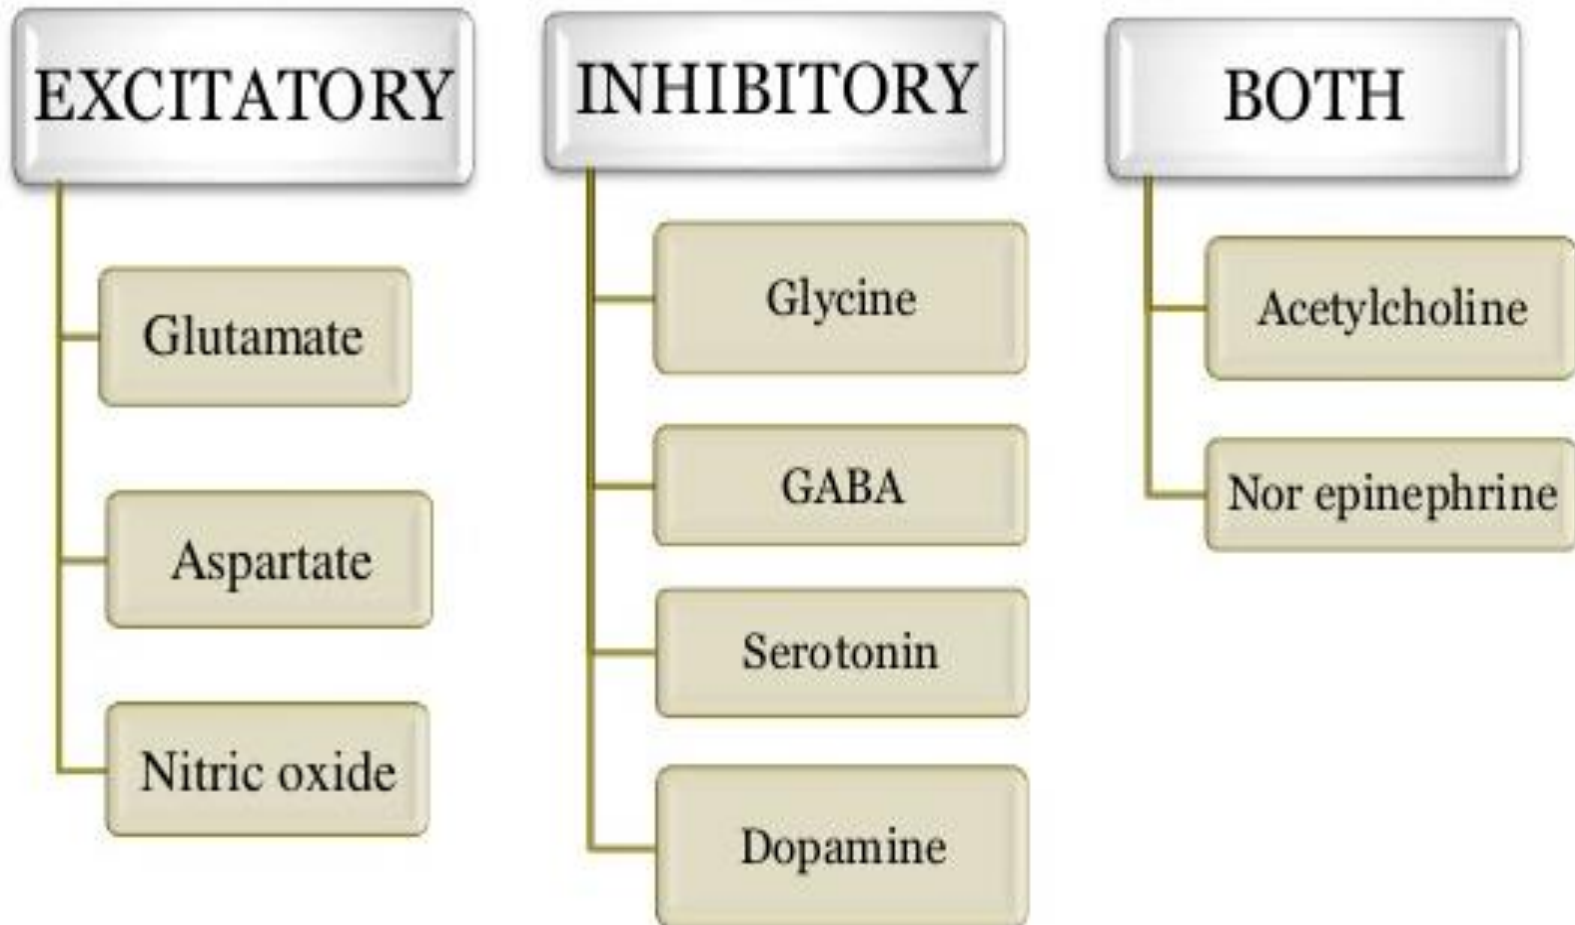 EXCITATORY
Glutamate
Aspartate
Nitric oxide
INHIBITORY
Glycine
GABA
Serotonin
Dopamine
BOTH
Acetylcholine
Nor epinephrine